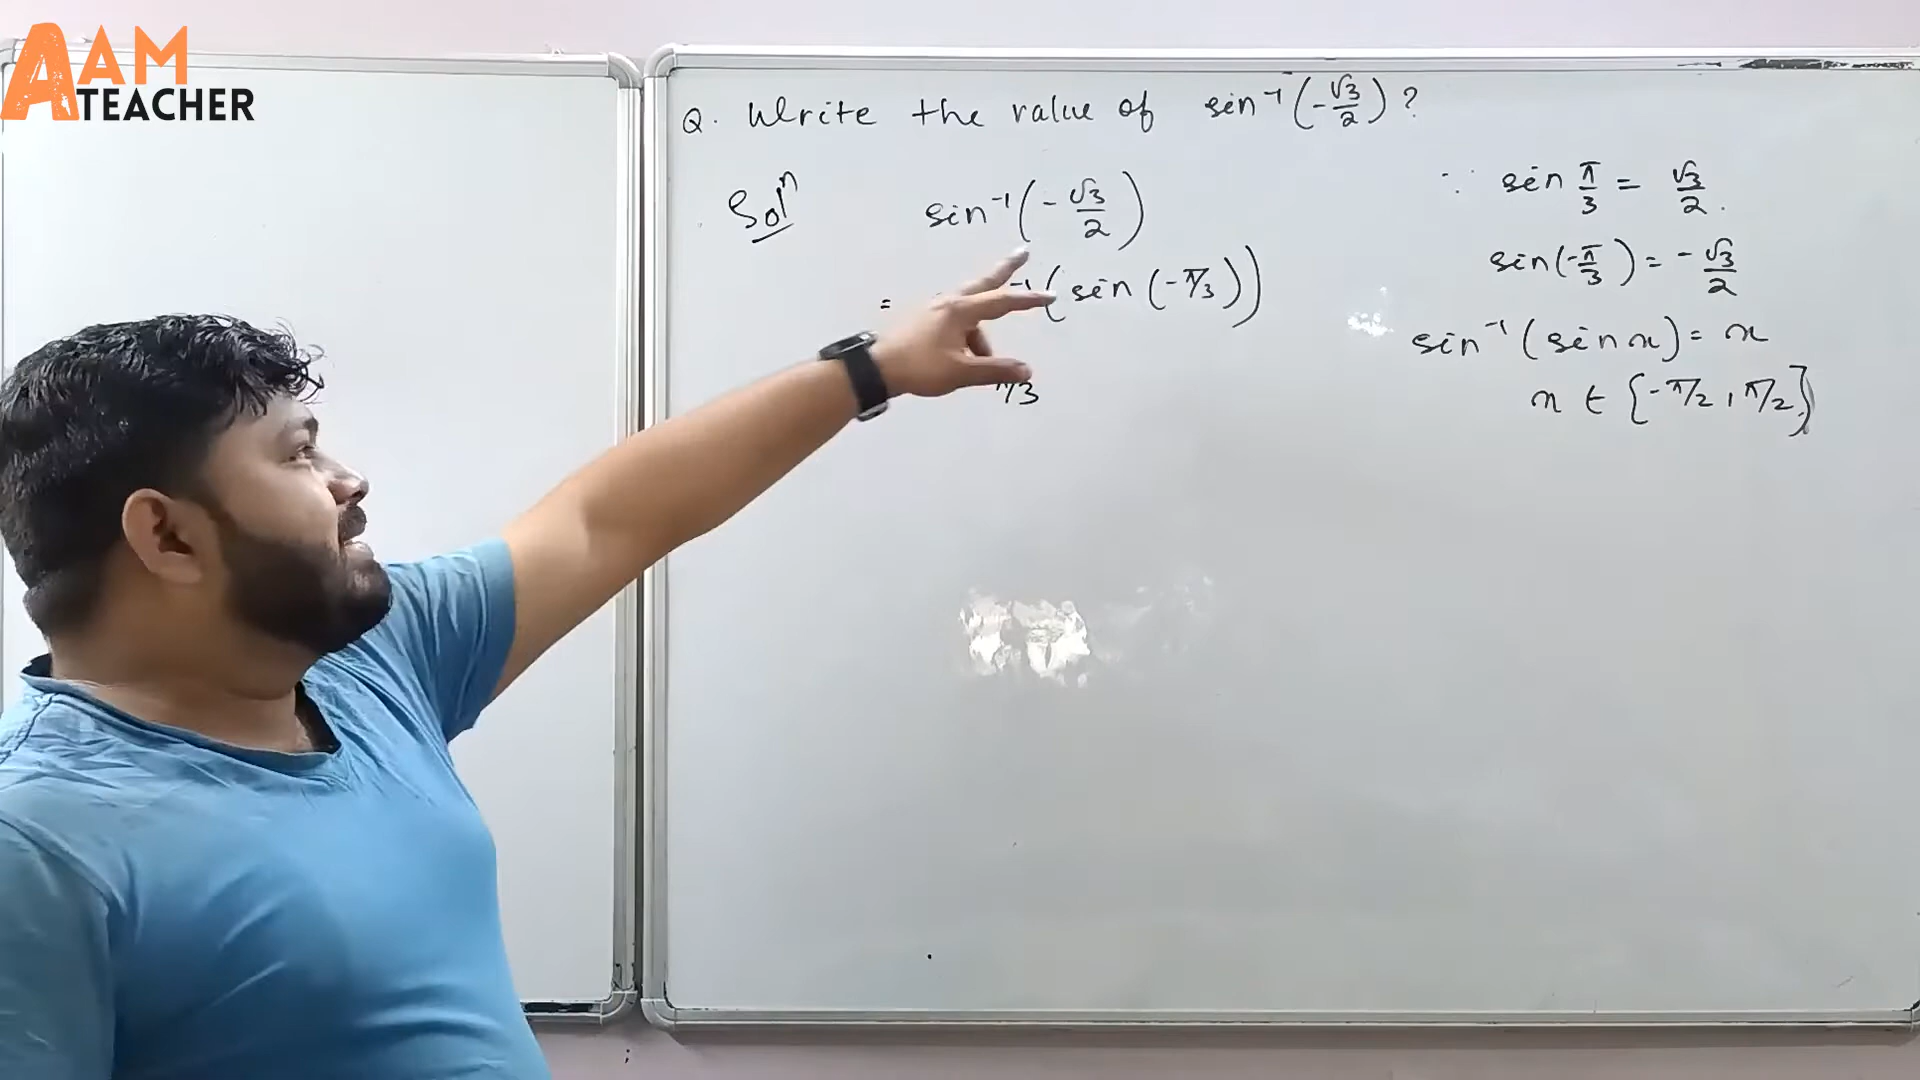 AAM
TEACHER
Q. Write the value of sin⁻¹(-√3/2)?
Solⁿ
sin⁻¹(-√3/2)
= ⁻¹(sin(-π/3))
π/3
∵ sin π/3 = √3/2.
sin(-π/3) = -√3/2
sin⁻¹(sin x) = x
x ∈ [-π/2, π/2]